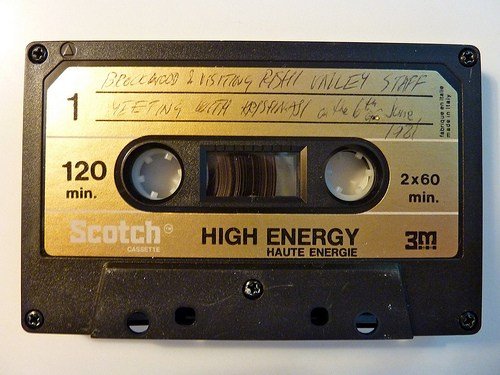 BROCKWOOD & VISITING RISHI VALLEY STAFF
1
MEETING WITH KRISHNAJI on the 6th June,
1981
fabriqué en Italie
made in Italy
120
min.
2x60
min.
Scotch™
CASSETTE
HIGH ENERGY
HAUTE ENERGIE
3M